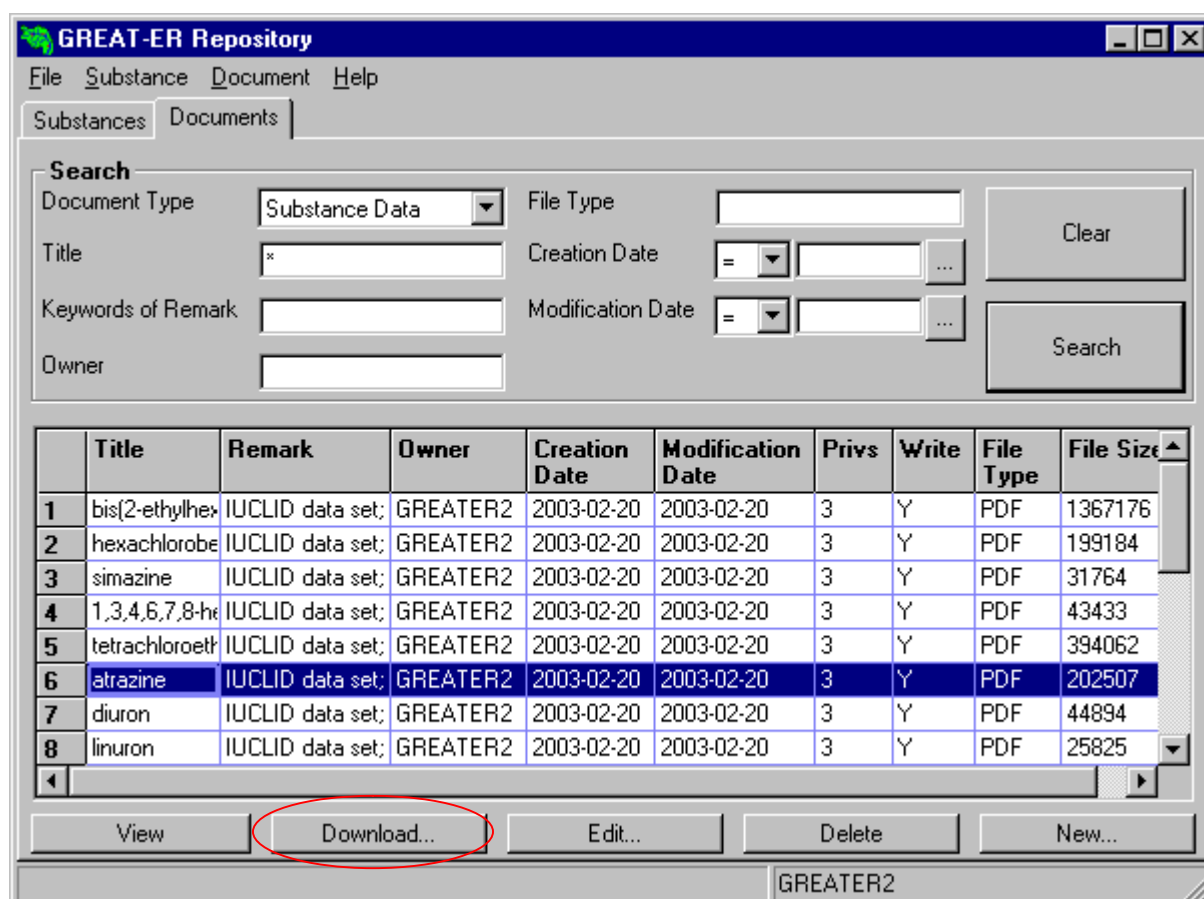 GREAT-ER Repository
File Substance Document Help
Substances Documents
Search
Document Type Substance Data File Type
Clear
Title * Creation Date = ...
Keywords of Remark Modification Date = ...
Search
Owner
Title Remark Owner Creation Date Modification Date Privs Write File Type File Size
1 bis(2-ethylhex IUCLID data set; GREATER2 2003-02-20 2003-02-20 3 Y PDF 1367176
2 hexachlorobe IUCLID data set; GREATER2 2003-02-20 2003-02-20 3 Y PDF 199184
3 simazine IUCLID data set; GREATER2 2003-02-20 2003-02-20 3 Y PDF 31764
4 1,3,4,6,7,8-he IUCLID data set; GREATER2 2003-02-20 2003-02-20 3 Y PDF 43433
5 tetrachloroeth IUCLID data set; GREATER2 2003-02-20 2003-02-20 3 Y PDF 394062
6 atrazine IUCLID data set; GREATER2 2003-02-20 2003-02-20 3 Y PDF 202507
7 diuron IUCLID data set; GREATER2 2003-02-20 2003-02-20 3 Y PDF 44894
8 linuron IUCLID data set; GREATER2 2003-02-20 2003-02-20 3 Y PDF 25825
View Download... Edit... Delete New...
GREATER2